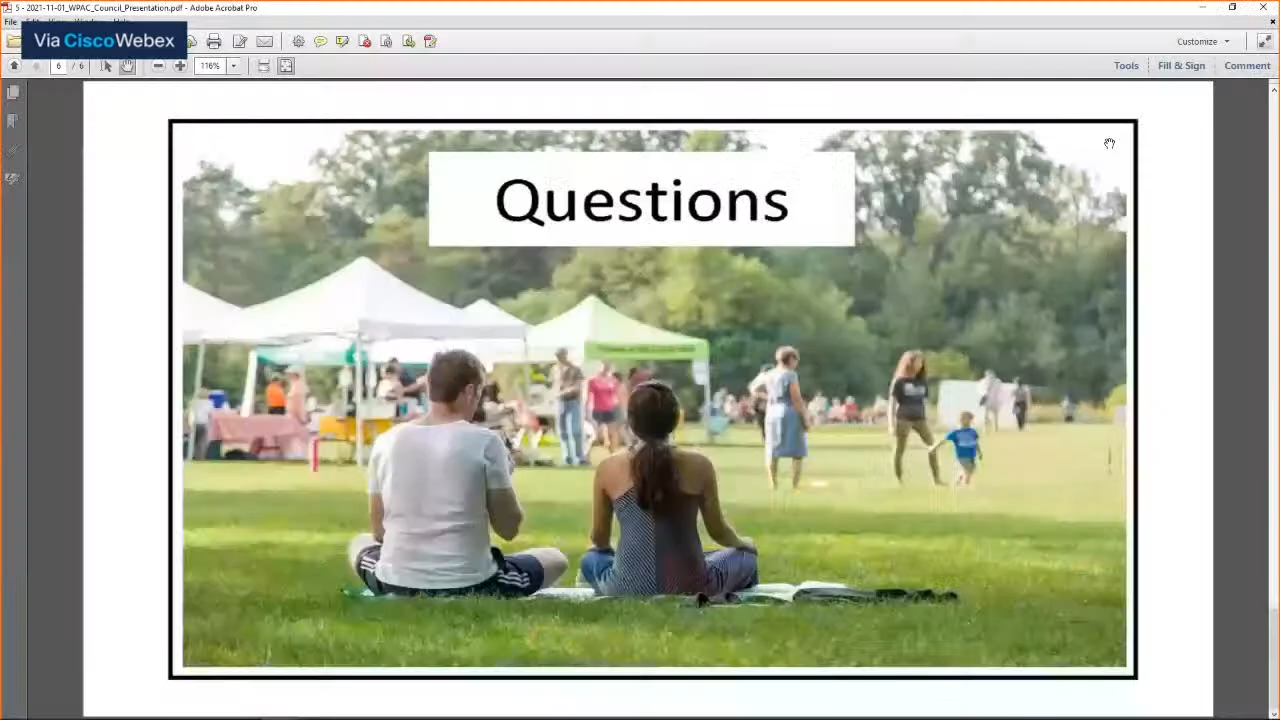 5 - 2021-11-01_WPAC_Council_Presentation.pdf - Adobe Acrobat Pro
File
Via CiscoWebex
Customize
6 / 6
116%
Tools
Fill & Sign
Comment
Questions